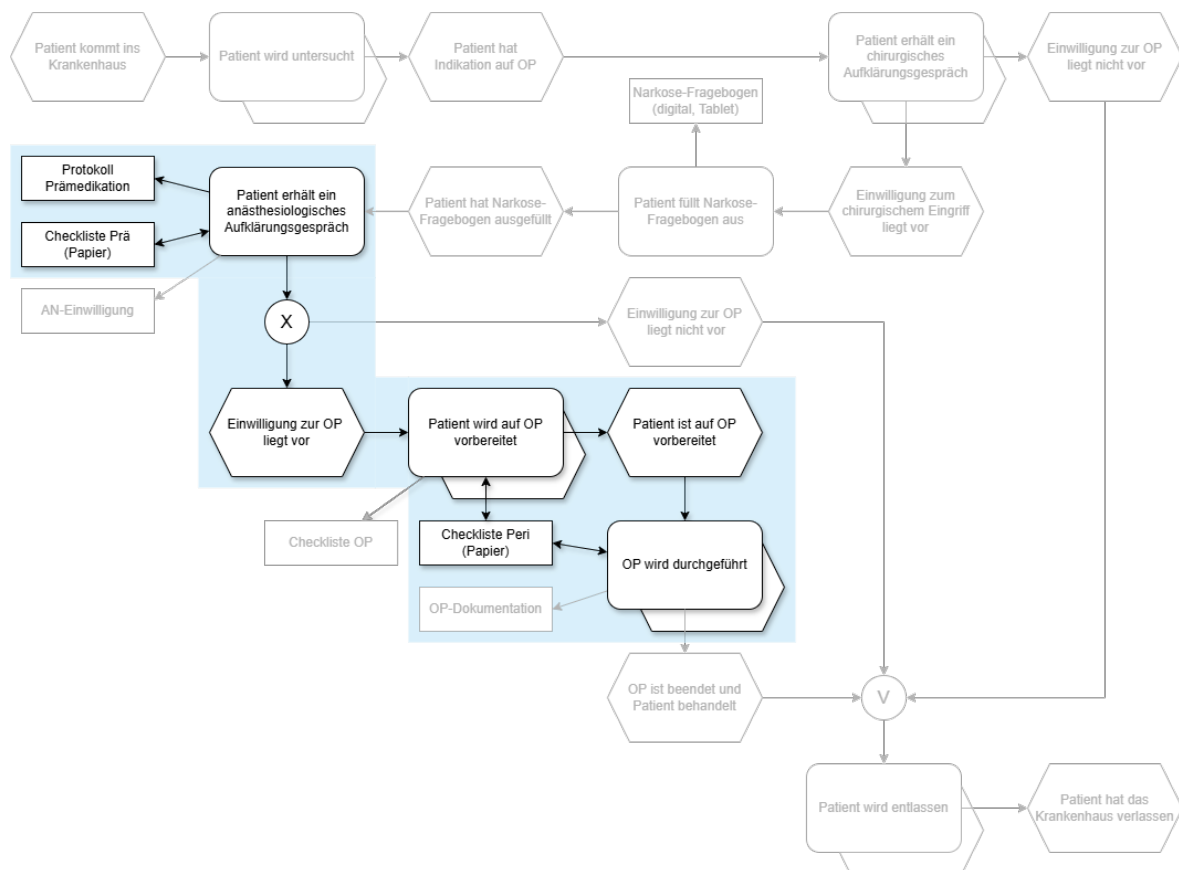 Patient kommt ins
Krankenhaus
Patient wird untersucht
Patient hat
Indikation auf OP
Patient erhält ein
chirurgisches
Aufklärungsgespräch
Einwilligung zur OP
liegt nicht vor
Narkose-Fragebogen
(digital, Tablet)
Protokoll
Prämedikation
Patient erhält ein
anästhesiologisches
Aufklärungsgespräch
Patient hat Narkose-
Fragebogen ausgefüllt
Patient füllt Narkose-
Fragebogen aus
Einwilligung zum
chirurgischem Eingriff
liegt vor
Checkliste Prä
(Papier)
AN-Einwilligung
X
Einwilligung zur OP
liegt nicht vor
Einwilligung zur OP
liegt vor
Patient wird auf OP
vorbereitet
Patient ist auf OP
vorbereitet
Checkliste OP
Checkliste Peri
(Papier)
OP wird durchgeführt
OP-Dokumentation
OP ist beendet und
Patient behandelt
V
Patient wird entlassen
Patient hat das
Krankenhaus verlassen